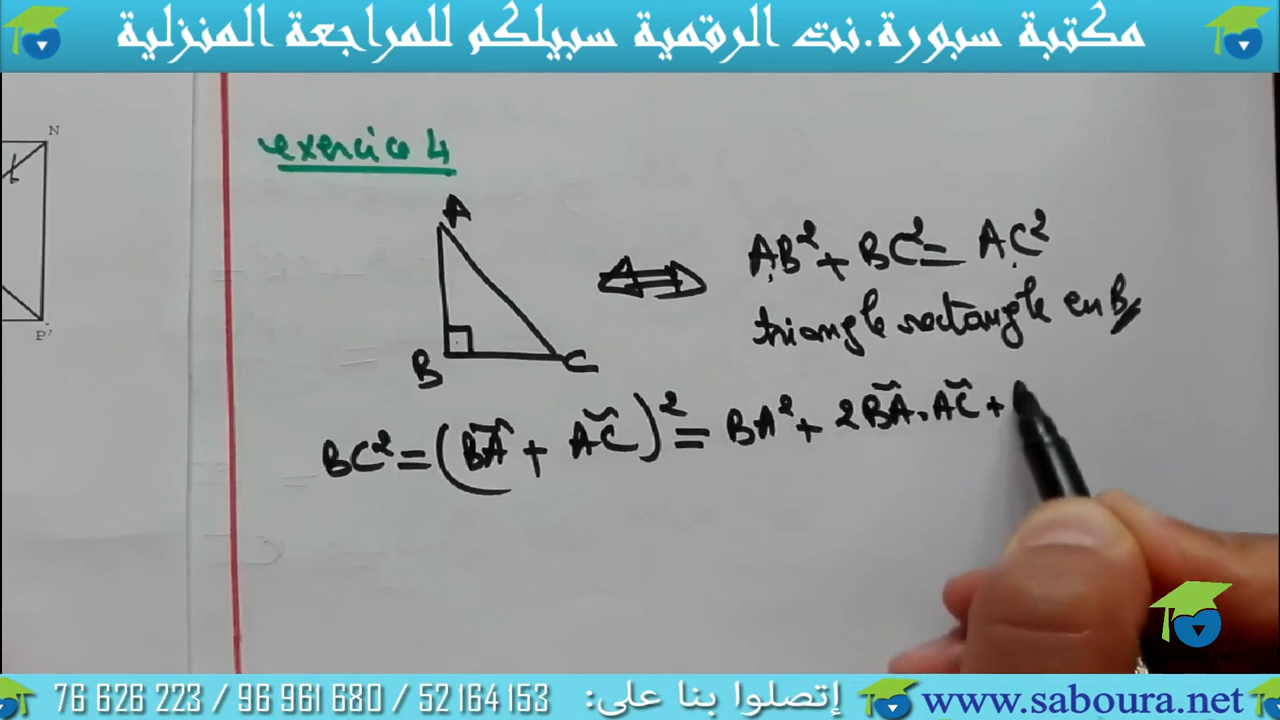 مكتبة سبورة.نت الرقمية سبيلكم للمراجعة المنزلية
N
P
exercice 4
A
B
C
AB² + BC² = AC²
triangle rectangle en B
BC² = (BA + AC)² = BA² + 2BA.AC +
76 626 223 / 96 961 680 / 52 164 153 إتصلوا بنا على:
www.saboura.net